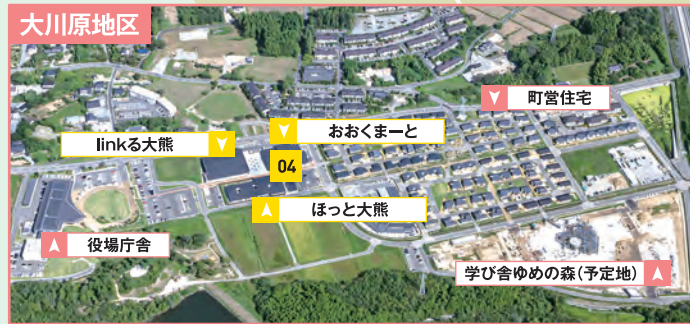 大川原地区
町営住宅
おおくまーと
linkる大熊
04
ほっと大熊
役場庁舎
学び舎ゆめの森(予定地)